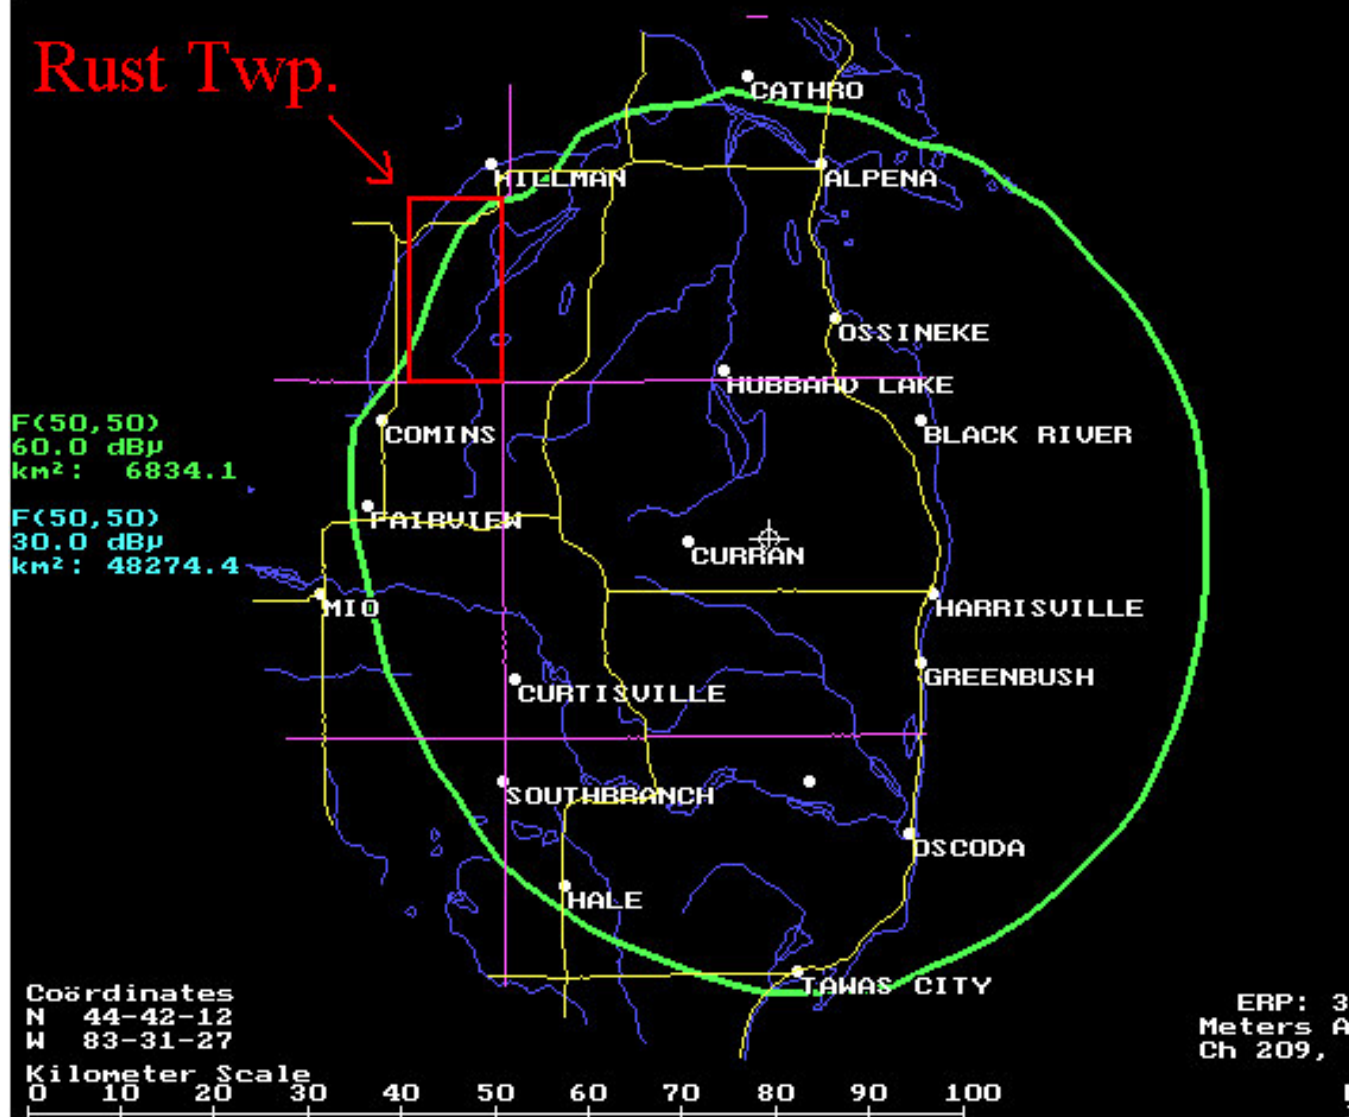 Rust Twp.
CATHRO
HILLMAN
ALPENA
OSSINEKE
HUBBARD LAKE
F(50,50)
60.0 dBµ
km²: 6834.1
COMINS
BLACK RIVER
F(50,50)
30.0 dBµ
km²: 48274.4
FAIRVIEW
CURRAN
MIO
HARRISVILLE
GREENBUSH
CURTISVILLE
SOUTHBRANCH
OSCODA
HALE
TAWAS CITY
Coördinates
N 44-42-12
W 83-31-27
ERP: 3
Meters A
Ch 209,
Kilometer Scale
0 10 20 30 40 50 60 70 80 90 100